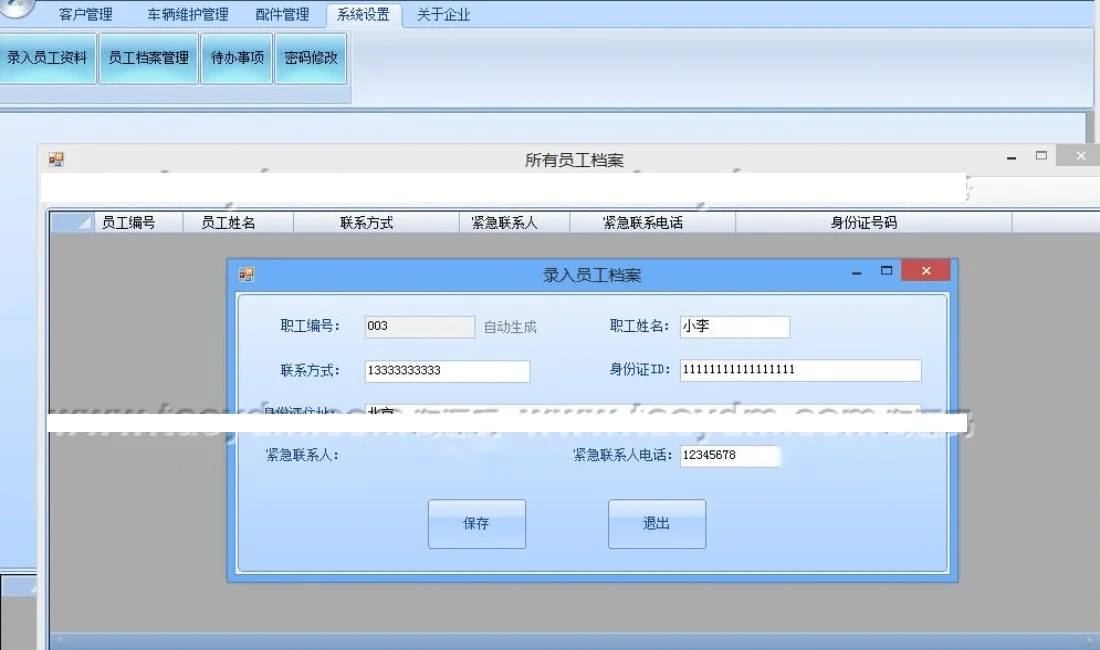 客户管理 车辆维护管理 配件管理 系统设置 关于企业
录入员工资料 员工档案管理 待办事项 密码修改
所有员工档案
员工编号 员工姓名 联系方式 紧急联系人 紧急联系电话 身份证号码
录入员工档案
职工编号： 003 自动生成 职工姓名： 小李
联系方式： 13333333333 身份证ID： 11111111111111111
身份证住址： 北京
紧急联系人： 紧急联系人电话： 12345678
保存 退出